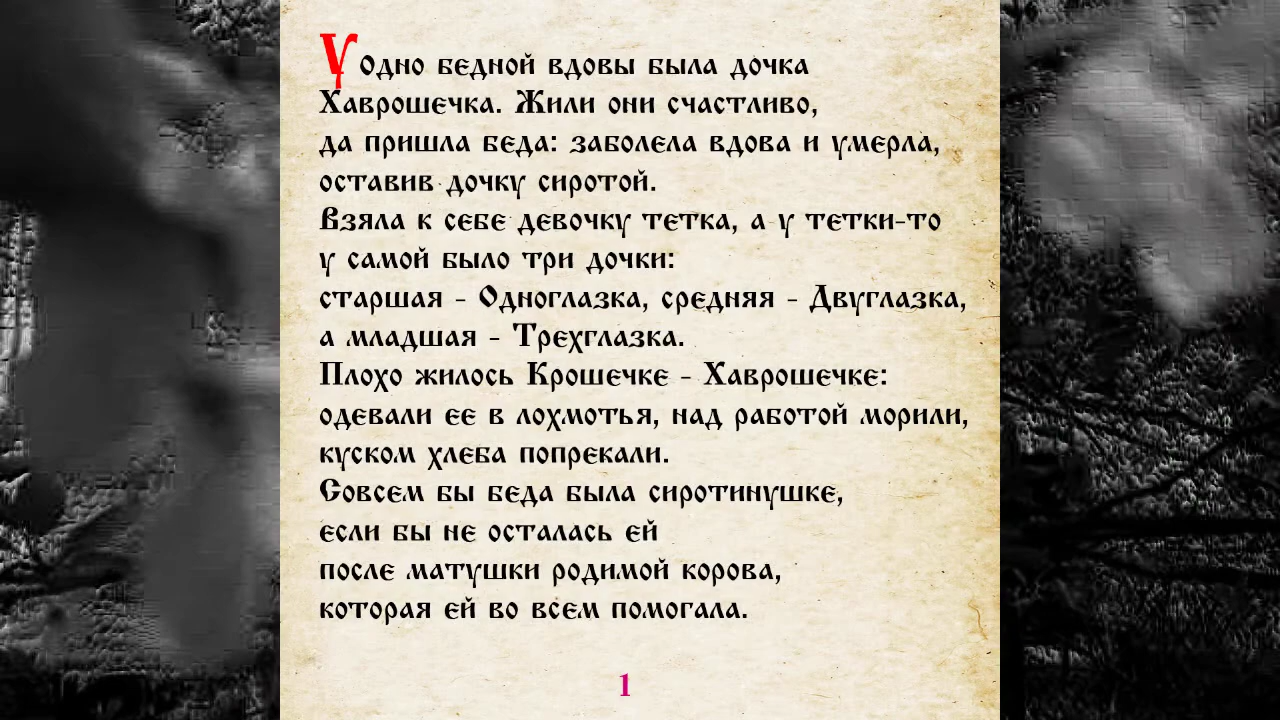 У Одно бедной вдовы была дочка
Хаврошечка. Жили они счастливо,
да пришла беда: заболела вдова и умерла,
оставив дочку сиротой.
Взяла к себе девочку тетка, а у тетки-то
у самой было три дочки:
старшая - Одноглазка, средняя - Двуглазка,
а младшая - Трехглазка.
Плохо жилось Крошечке - Хаврошечке:
одевали ее в лохмотья, над работой морили,
куском хлеба попрекали.
Совсем бы беда была сиротинушке,
если бы не осталась ей
после матушки родимой корова,
которая ей во всем помогала.
1